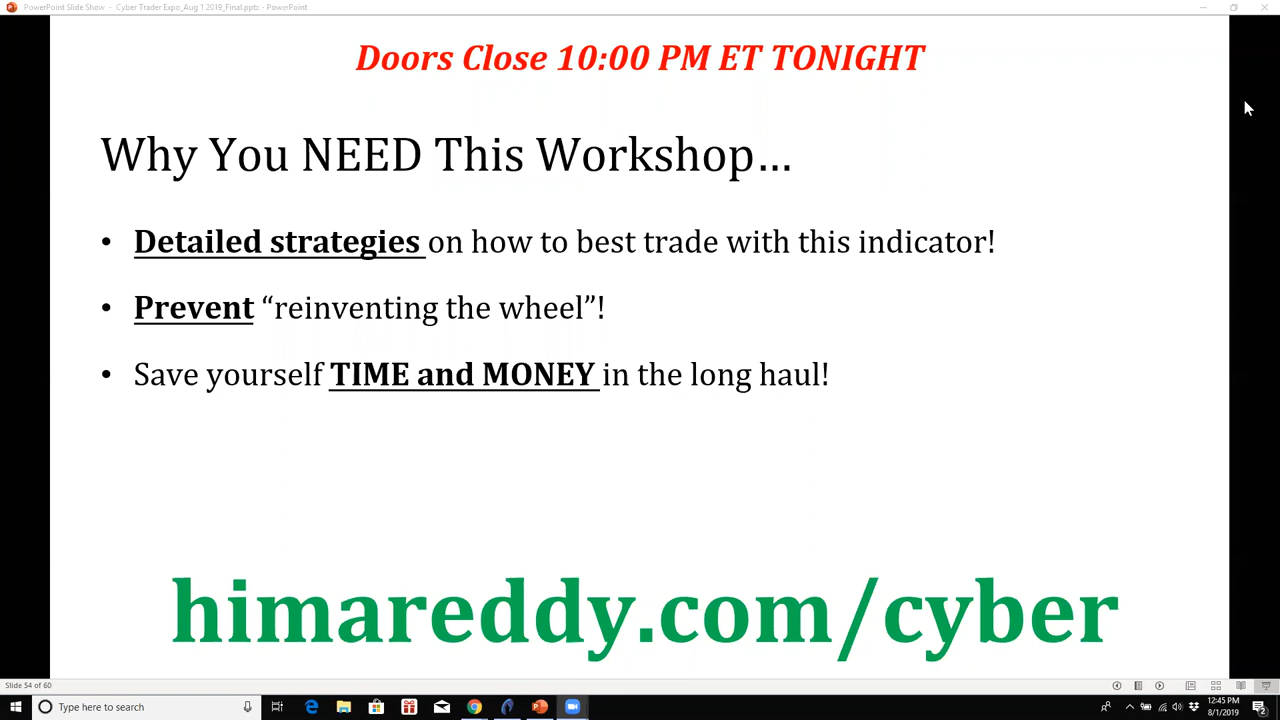 PowerPoint Slide Show - Cyber Trader Expo_Aug 1 2019_Final.pptx - PowerPoint
Doors Close 10:00 PM ET TONIGHT
Why You NEED This Workshop…
• Detailed strategies on how to best trade with this indicator!
• Prevent “reinventing the wheel”!
• Save yourself TIME and MONEY in the long haul!
himareddy.com/cyber
Slide 54 of 60
Type here to search
12:45 PM
8/1/2019
2